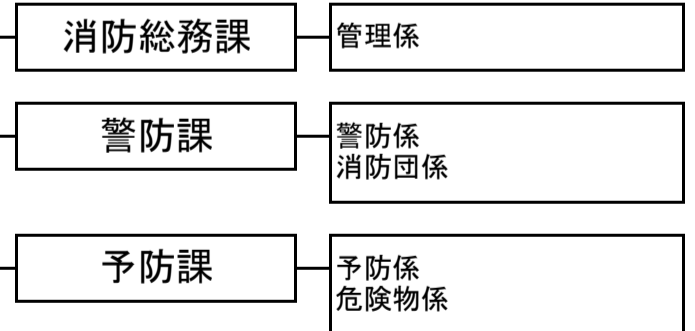 消防総務課
管理係
警防課
警防係
消防団係
予防課
予防係
危険物係